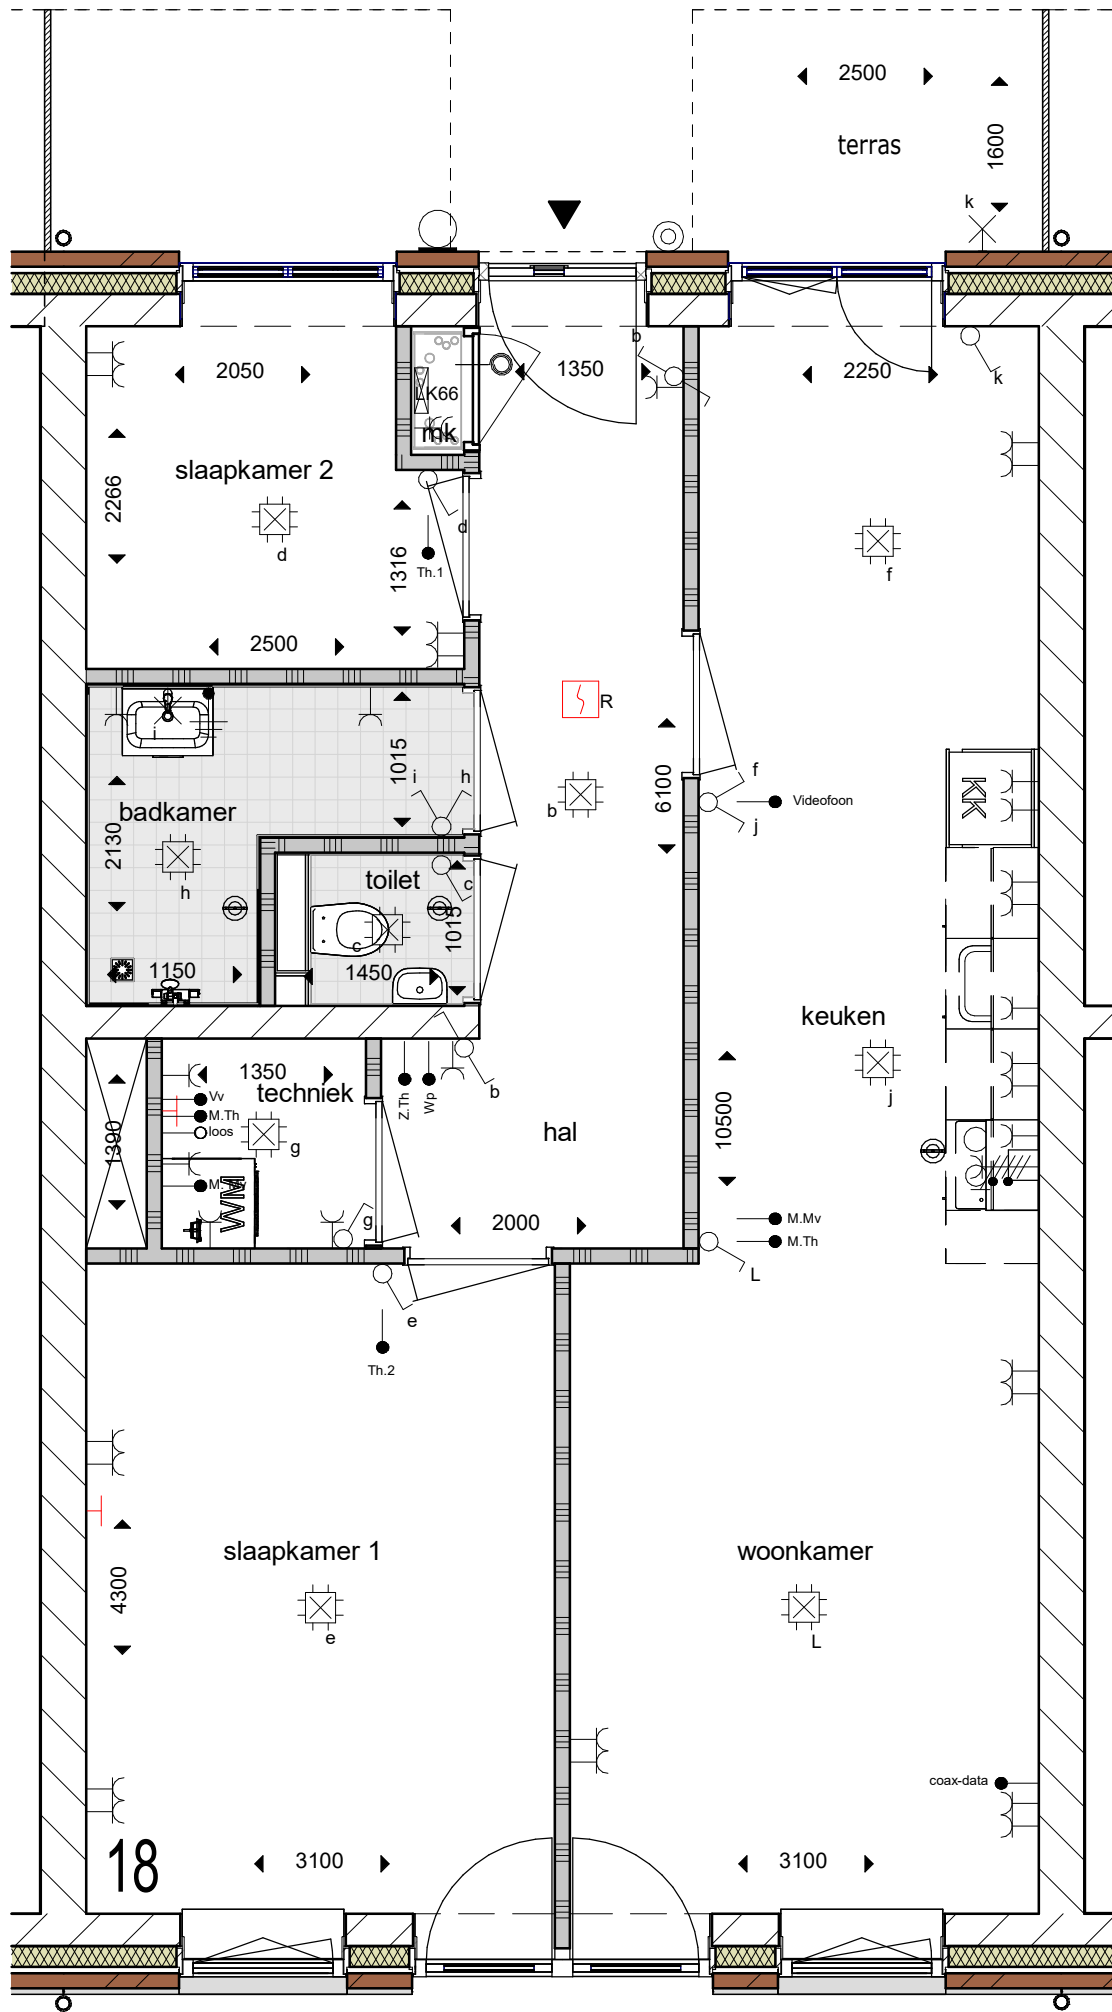 2500
terras
1600
k
2050
1350
b
2250
k
LK66
mk
slaapkamer 2
2266
d
d
Th.1
1316
2500
f
R
i
1015
6100
f
badkamer
i
h
b
j
Videofoon
KK
2130
h
toilet
c
c
1015
1150
1450
keuken
j
1350
techniek
Vv
M.Th
loos
g
M.
WM
1390
g
Z.Th
Wp
b
hal
10500
2000
M.Mv
M.Th
L
e
Th.2
slaapkamer 1
woonkamer
4300
e
L
coax-data
18
3100
3100